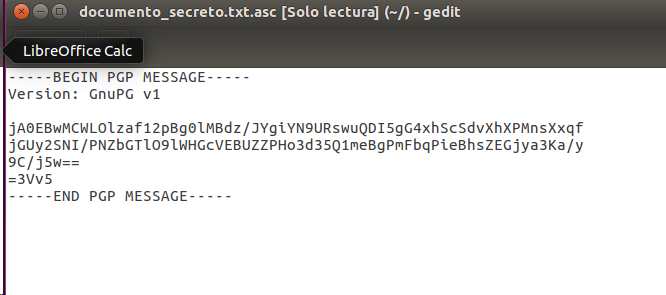 documento_secreto.txt.asc [Solo lectura] (~/) - gedit
LibreOffice Calc
-----BEGIN PGP MESSAGE-----
Version: GnuPG v1
jA0EBwMCWLOlzaf12pBg0lMBdz/JYgiYN9URswuQDI5gG4xhScSdvXhXPMnsXxqf
jGUy2SNI/PNZbGTlO9lWHGcVEBUZZPHo3d35Q1meBgPmFbqPieBhsZEGjya3Ka/y
9C/j5w==
=3Vv5
-----END PGP MESSAGE-----